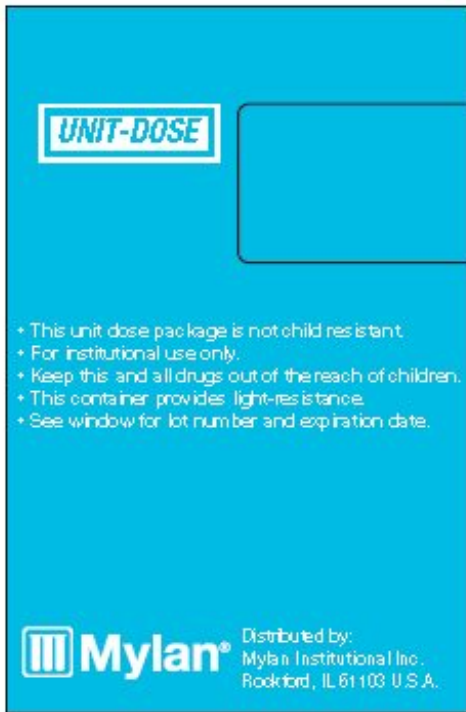 UNIT-DOSE
• This unit dose package is not child resistant.
• For institutional use only.
• Keep this and all drugs out of the reach of children.
• This container provides light-resistance.
• See window for lot number and expiration date.
Mylan®
Distributed by:
Mylan Institutional Inc.
Rockford, IL 61103 U.S.A.